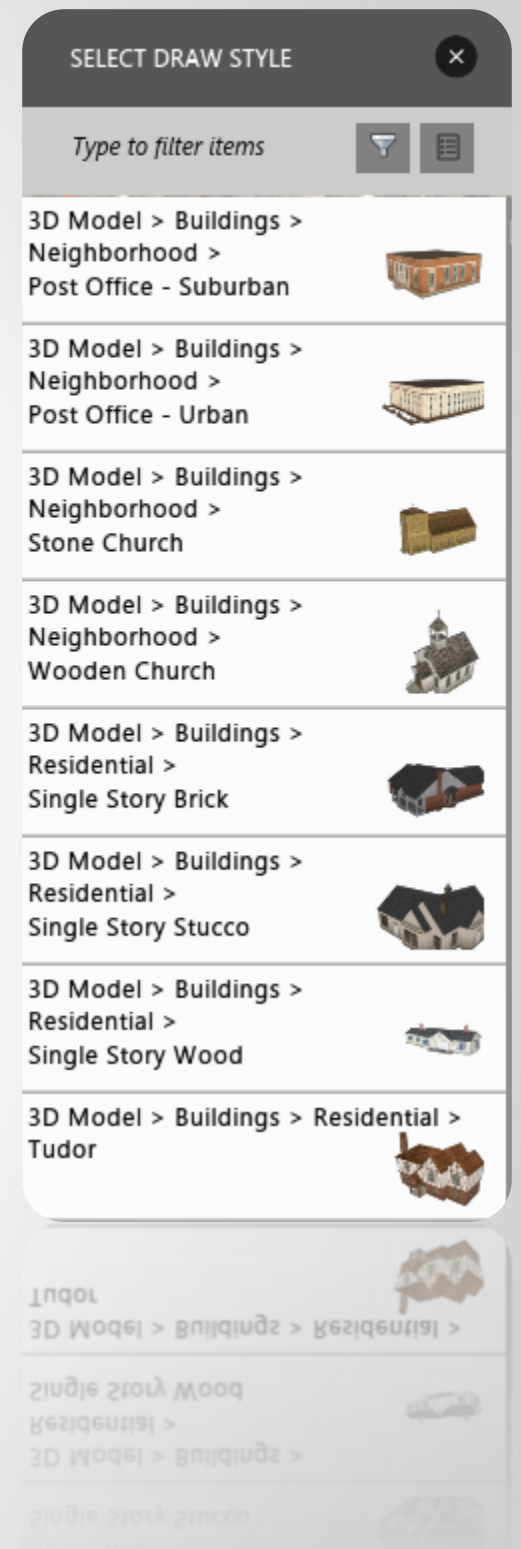 SELECT DRAW STYLE
Type to filter items
3D Model > Buildings >
Neighborhood >
Post Office - Suburban
3D Model > Buildings >
Neighborhood >
Post Office - Urban
3D Model > Buildings >
Neighborhood >
Stone Church
3D Model > Buildings >
Neighborhood >
Wooden Church
3D Model > Buildings >
Residential >
Single Story Brick
3D Model > Buildings >
Residential >
Single Story Stucco
3D Model > Buildings >
Residential >
Single Story Wood
3D Model > Buildings > Residential >
Tudor